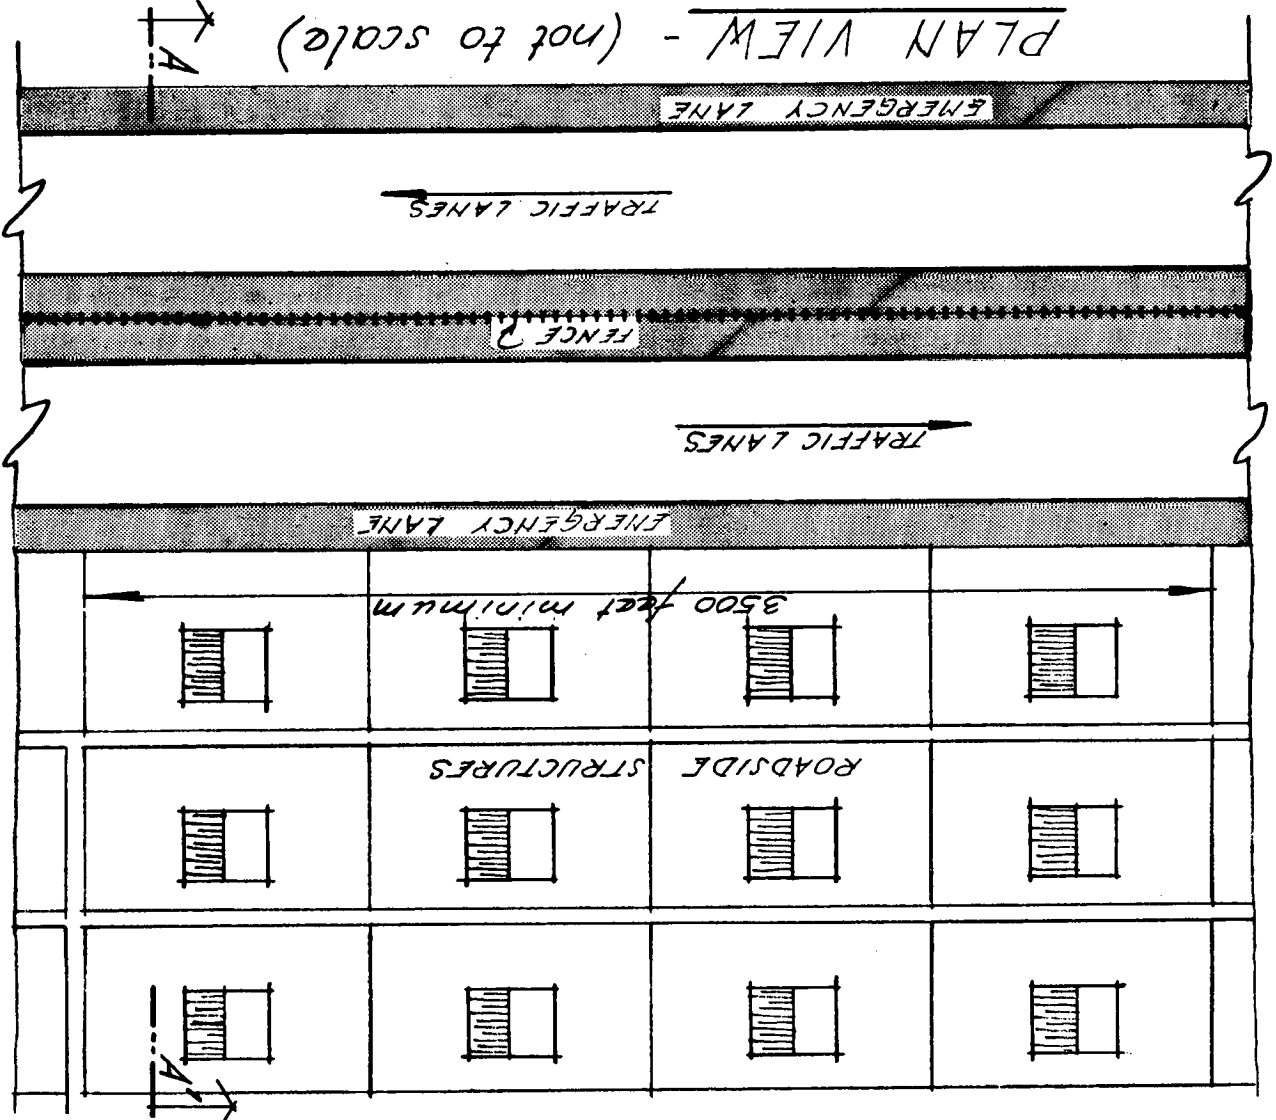 A'
ROADSIDE STRUCTURES
3500 feet minimum
EMERGENCY LANE
TRAFFIC LANES
FENCE
TRAFFIC LANES
EMERGENCY LANE
A
PLAN VIEW - (not to scale)